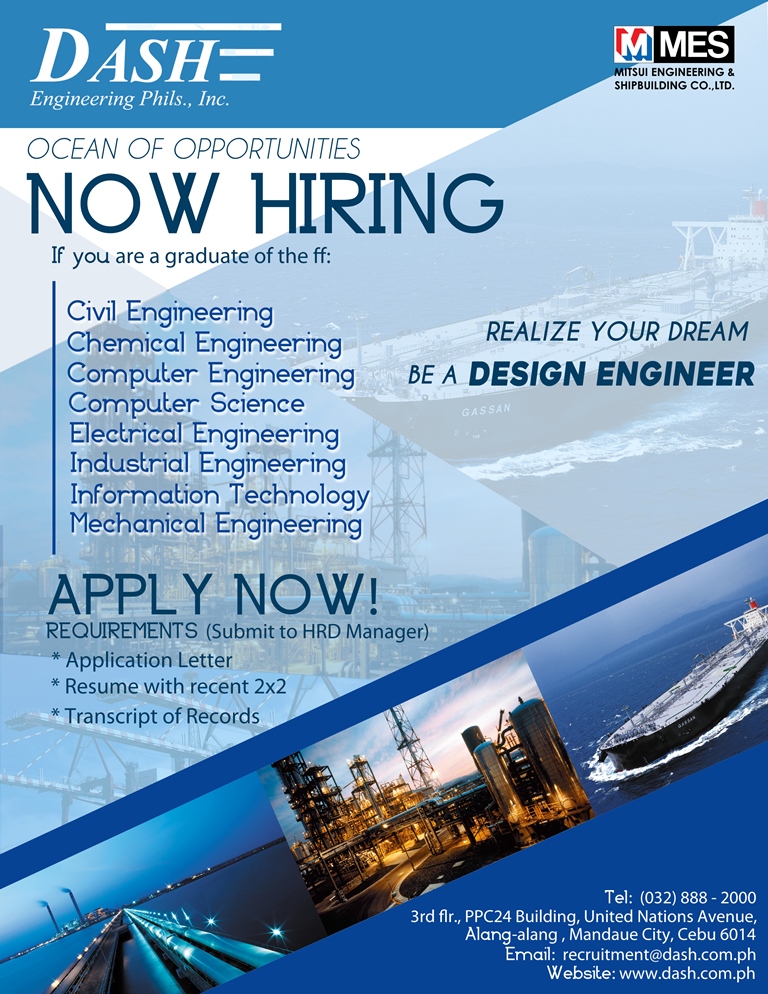 DASH
Engineering Phils., Inc.
M MES
MITSUI ENGINEERING &
SHIPBUILDING CO.,LTD.
OCEAN OF OPPORTUNITIES
NOW HIRING
If you are a graduate of the ff:
Civil Engineering
Chemical Engineering
Computer Engineering
Computer Science
Electrical Engineering
Industrial Engineering
Information Technology
Mechanical Engineering
REALIZE YOUR DREAM
BE A DESIGN ENGINEER
GASSAN
APPLY NOW!
REQUIREMENTS (Submit to HRD Manager)
* Application Letter
* Resume with recent 2x2
* Transcript of Records
GASSAN
Tel: (032) 888 - 2000
3rd flr., PPC24 Building, United Nations Avenue,
Alang-alang , Mandaue City, Cebu 6014
Email: recruitment@dash.com.ph
Website: www.dash.com.ph